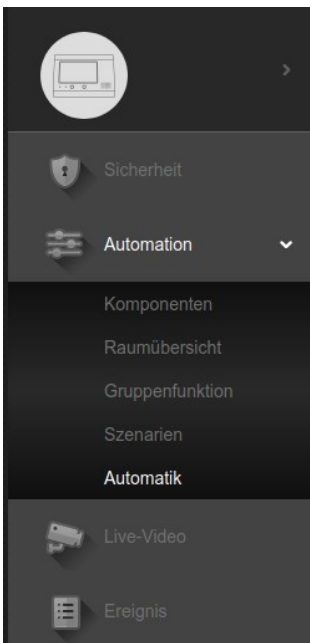 Sicherheit
Automation
Komponenten
Raumübersicht
Gruppenfunktion
Szenarien
Automatik
Live-Video
Ereignis